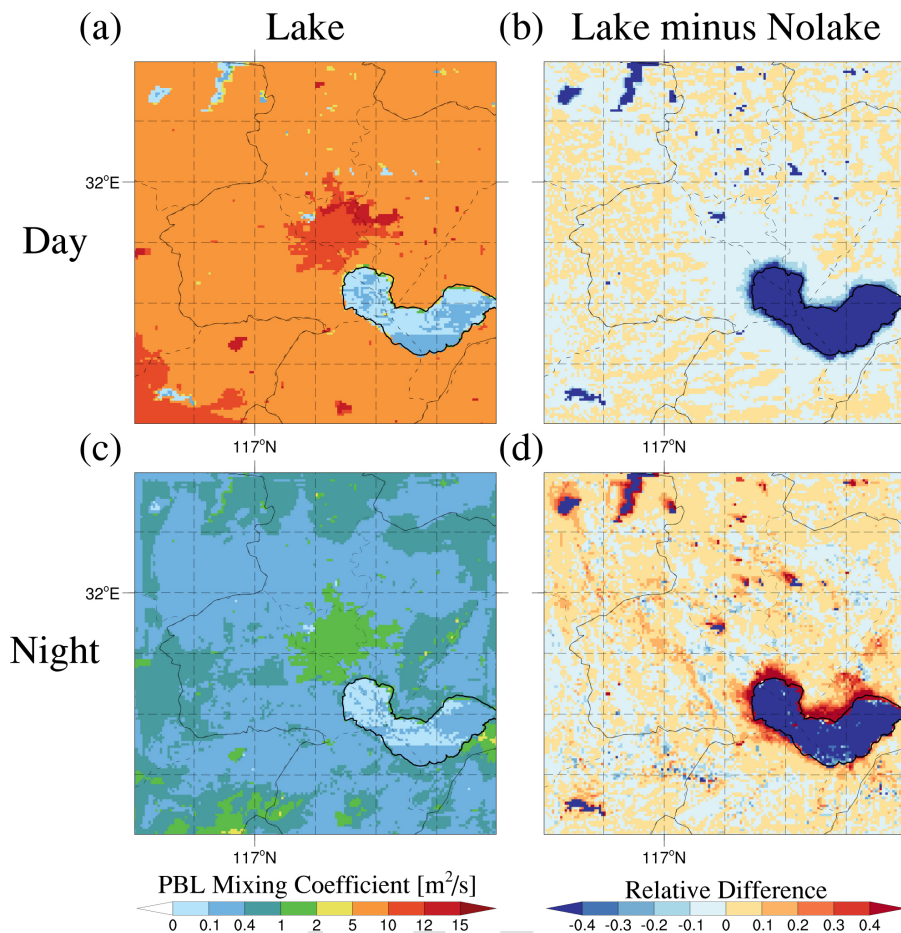 (a) Lake (b) Lake minus Nolake
32°E
Day
117°N 117°N
(c) (d)
32°E
Night
117°N 117°N
PBL Mixing Coefficient [m²/s] Relative Difference
0 0.1 0.4 1 2 5 10 12 15 -0.4 -0.3 -0.2 -0.1 0 0.1 0.2 0.3 0.4